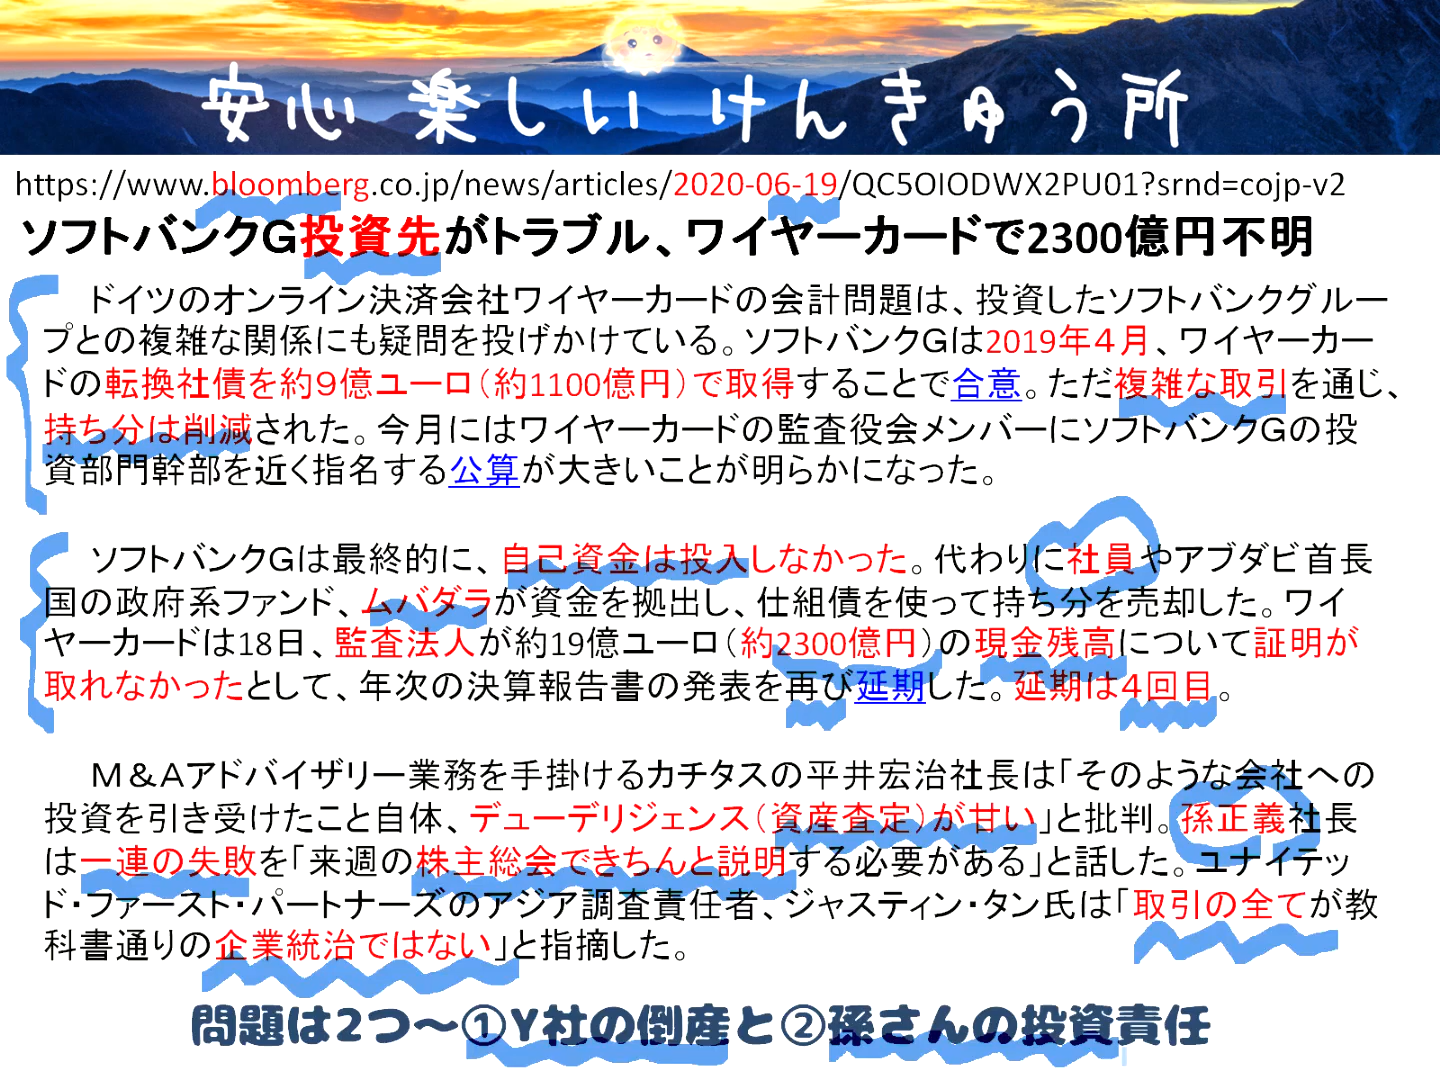 安心 楽しい けんきゅう所
https://www.bloomberg.co.jp/news/articles/2020-06-19/QC5OIODWX2PU01?srnd=cojp-v2
ソフトバンクG投資先がトラブル、ワイヤーカードで2300億円不明
ドイツのオンライン決済会社ワイヤーカードの会計問題は、投資したソフトバンクグルー
プとの複雑な関係にも疑問を投げかけている。ソフトバンクGは2019年４月、ワイヤーカー
ドの転換社債を約９億ユーロ（約1100億円）で取得することで合意。ただ複雑な取引を通じ、
持ち分は削減された。今月にはワイヤーカードの監査役会メンバーにソフトバンクGの投
資部門幹部を近く指名する公算が大きいことが明らかになった。
ソフトバンクGは最終的に、自己資金は投入しなかった。代わりに社員やアブダビ首長
国の政府系ファンド、ムバダラが資金を拠出し、仕組債を使って持ち分を売却した。ワイ
ヤーカードは18日、監査法人が約19億ユーロ（約2300億円）の現金残高について証明が
取れなかったとして、年次の決算報告書の発表を再び延期した。延期は４回目。
Ｍ＆Ａアドバイザリー業務を手掛けるカチタスの平井宏治社長は「そのような会社への
投資を引き受けたこと自体、デューデリジェンス（資産査定）が甘い」と批判。孫正義社長
は一連の失敗を「来週の株主総会できちんと説明する必要がある」と話した。ユナイテッ
ド・ファースト・パートナーズのアジア調査責任者、ジャスティン・タン氏は「取引の全てが教
科書通りの企業統治ではない」と指摘した。
問題は2つ～①Y社の倒産と②孫さんの投資責任